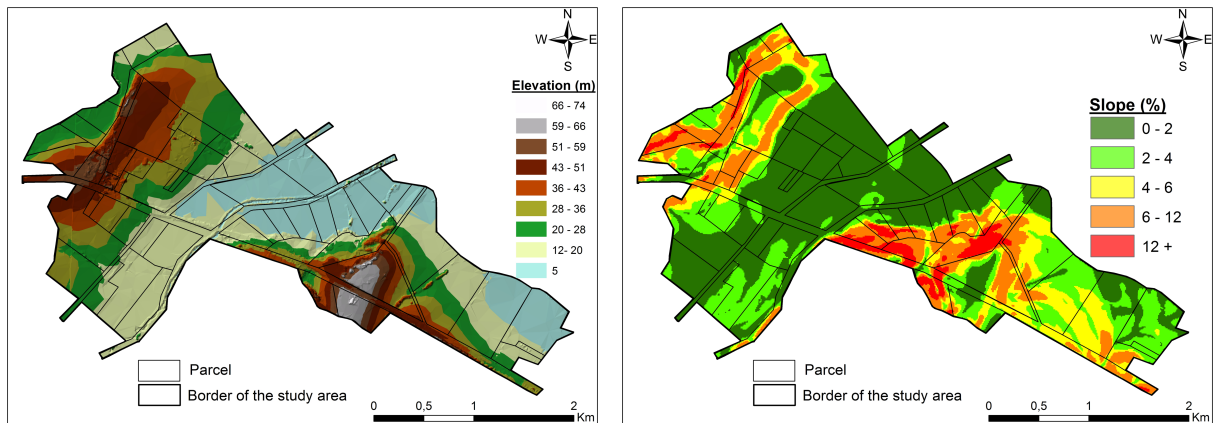 N
W E
S
Elevation (m)
66 - 74
59 - 66
51 - 59
43 - 51
36 - 43
28 - 36
20 - 28
12- 20
5
Parcel
Border of the study area
0 0,5 1 2
Km
N
W E
S
Slope (%)
0 - 2
2 - 4
4 - 6
6 - 12
12 +
Parcel
Border of the study area
0 0,5 1 2
Km